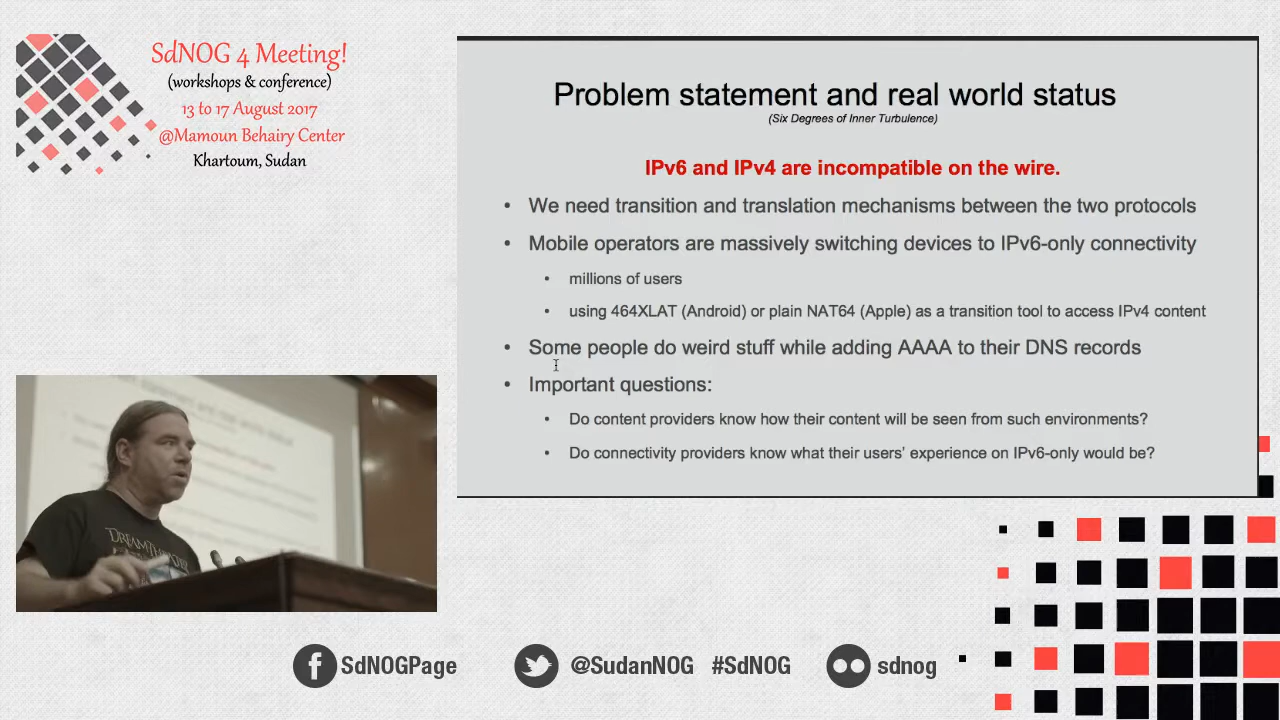 SdNOG 4 Meeting!
(workshops & conference)
13 to 17 August 2017
@Mamoun Behairy Center
Khartoum, Sudan
Problem statement and real world status
(Six Degrees of Inner Turbulence)
IPv6 and IPv4 are incompatible on the wire.
• We need transition and translation mechanisms between the two protocols
• Mobile operators are massively switching devices to IPv6-only connectivity
• millions of users
• using 464XLAT (Android) or plain NAT64 (Apple) as a transition tool to access IPv4 content
• Some people do weird stuff while adding AAAA to their DNS records
• Important questions:
• Do content providers know how their content will be seen from such environments?
• Do connectivity providers know what their users' experience on IPv6-only would be?
DREAM THEATER
SdNOGPage
@SudanNOG #SdNOG
sdnog